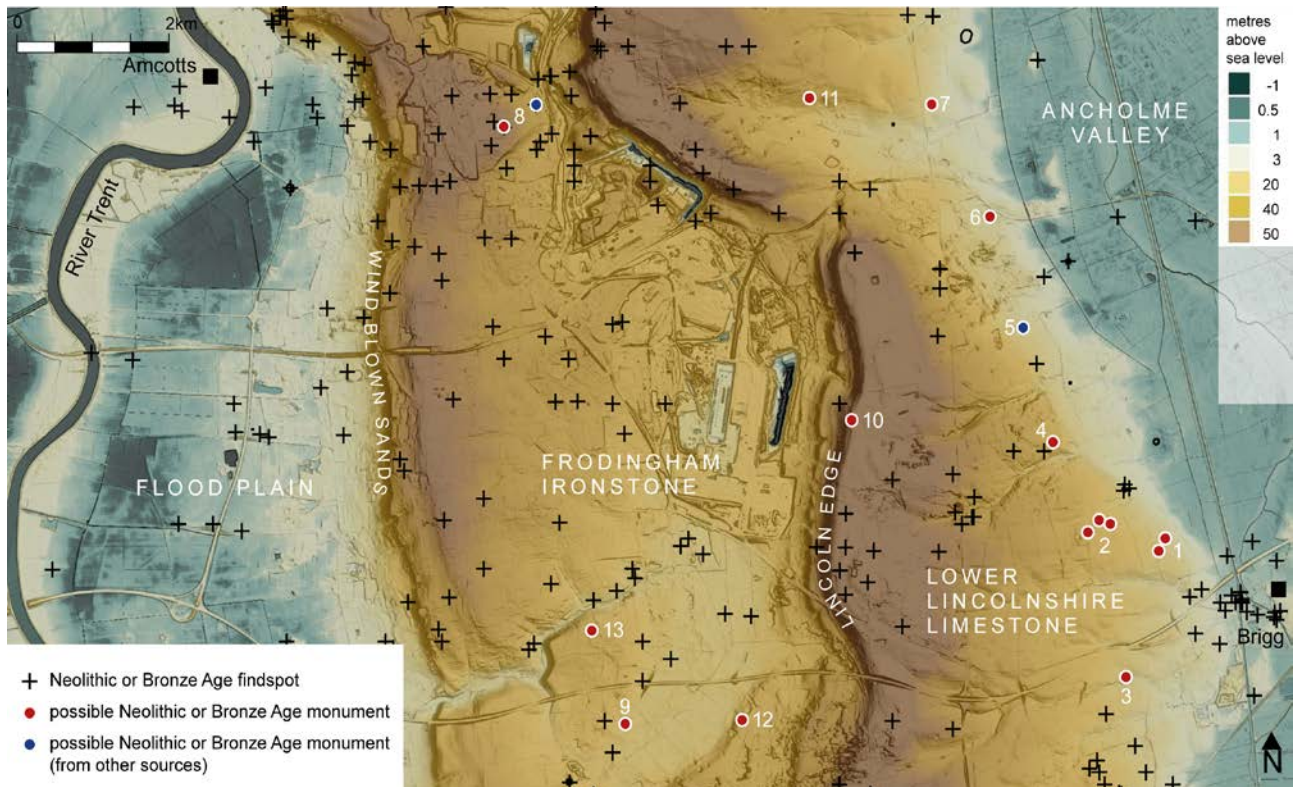 0
2km
Amcotts
River Trent
WIND BLOWN SANDS
FLOOD PLAIN
FRODINGHAM
IRONSTONE
LINCOLN EDGE
LOWER
LINCOLNSHIRE
LIMESTONE
ANCHOLME
VALLEY
Brigg
8
11
7
6
5
10
4
2
1
13
3
9
12
metres
above
sea level
-1
0.5
1
3
20
40
50
Neolithic or Bronze Age findspot
possible Neolithic or Bronze Age monument
possible Neolithic or Bronze Age monument
(from other sources)
N